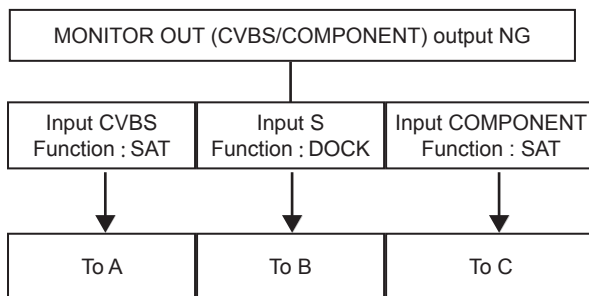 MONITOR OUT (CVBS/COMPONENT) output NG
Input CVBS
Function : SAT
Input S
Function : DOCK
Input COMPONENT
Function : SAT
To A
To B
To C